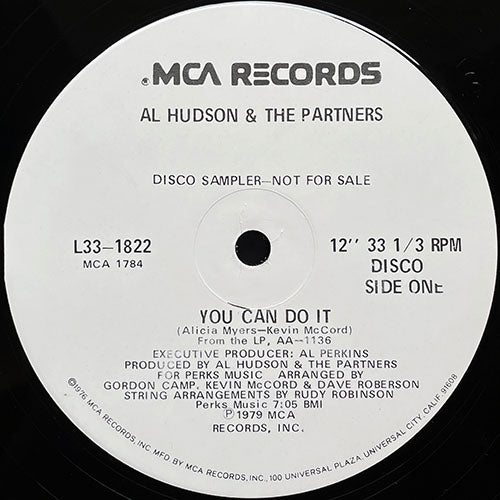 MCA RECORDS
AL HUDSON & THE PARTNERS
DISCO SAMPLER—NOT FOR SALE
L33—1822
MCA 1784
12'' 33 1/3 RPM
DISCO
SIDE ONE
YOU CAN DO IT
(Alicia Myers—Kevin McCord)
From the LP, AA—1136
EXECUTIVE PRODUCER: AL PERKINS
PRODUCED BY AL HUDSON & THE PARTNERS
FOR PERKS MUSIC ARRANGED BY
GORDON CAMP, KEVIN McCORD & DAVE ROBERSON
STRING ARRANGEMENTS BY RUDY ROBINSON
Perks Music 7:05 BMI
Ⓟ1979 MCA
RECORDS, INC.
©1976 MCA RECORDS, INC. MFD BY MCA RECORDS, INC., 100 UNIVERSAL PLAZA, UNIVERSAL CITY, CALIF. 91608